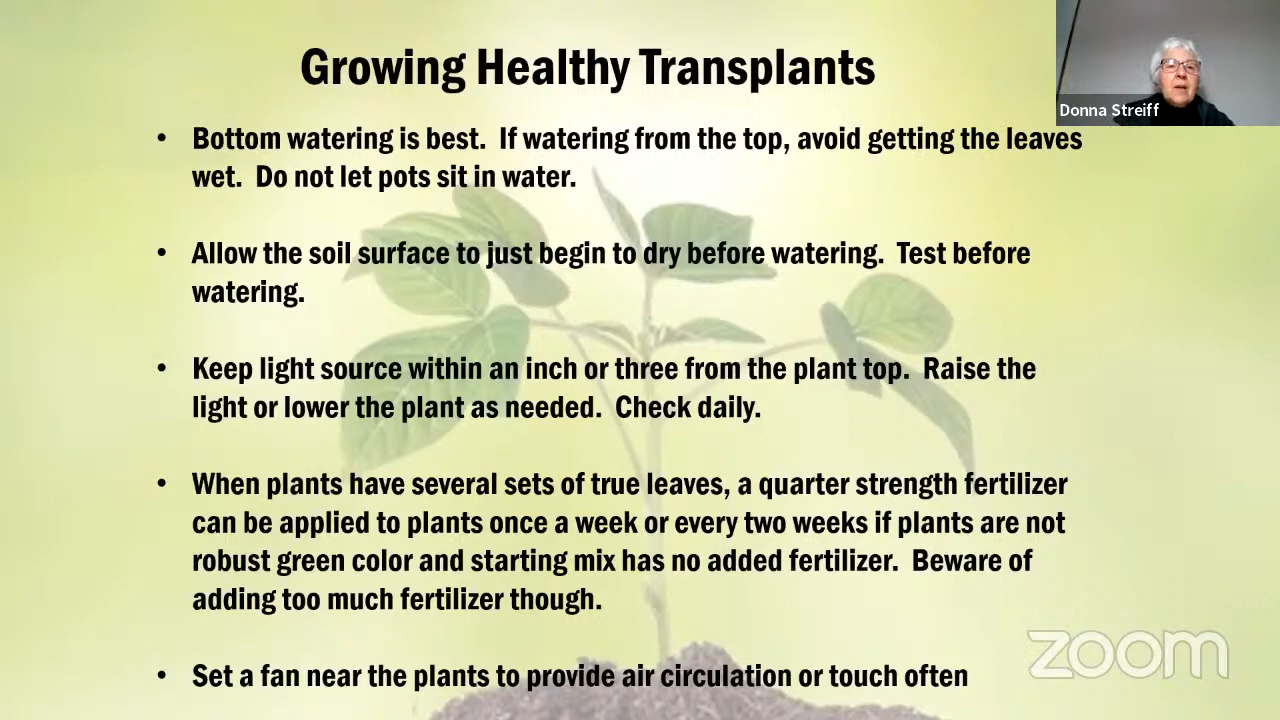 Growing Healthy Transplants
Donna Streiff
• Bottom watering is best.  If watering from the top, avoid getting the leaves
wet.  Do not let pots sit in water.
• Allow the soil surface to just begin to dry before watering.  Test before
watering.
• Keep light source within an inch or three from the plant top.  Raise the
light or lower the plant as needed.  Check daily.
• When plants have several sets of true leaves, a quarter strength fertilizer
can be applied to plants once a week or every two weeks if plants are not
robust green color and starting mix has no added fertilizer.  Beware of
adding too much fertilizer though.
• Set a fan near the plants to provide air circulation or touch often
zoom